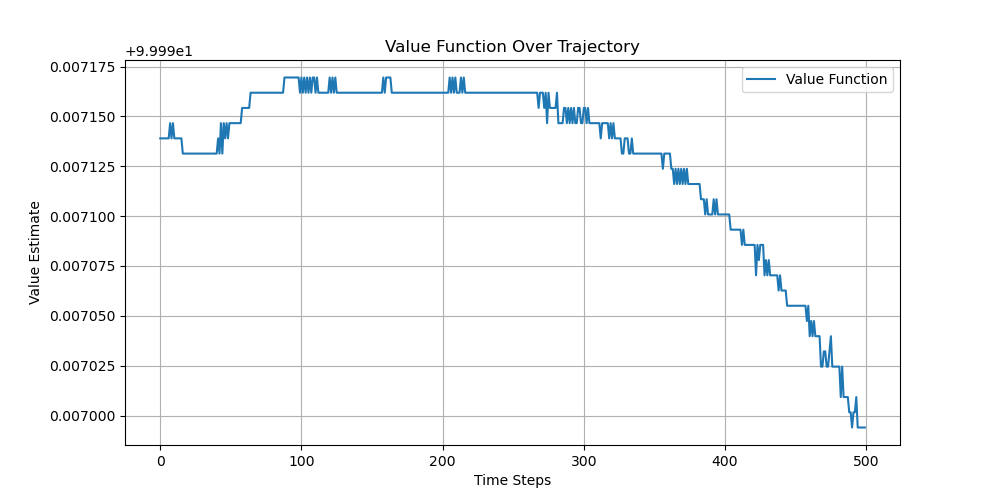 +9.999e1
Value Function Over Trajectory
Value Function
0.007175
0.007150
0.007125
0.007100
0.007075
0.007050
0.007025
0.007000
Value Estimate
0 100 200 300 400 500
Time Steps